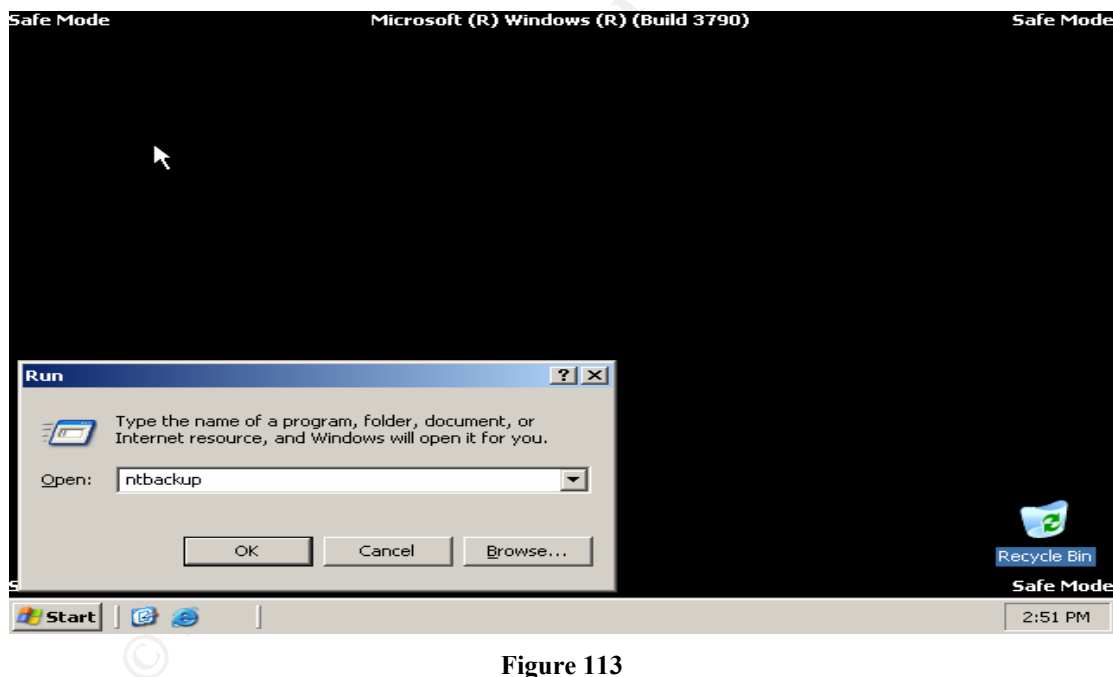 Safe Mode Microsoft (R) Windows (R) (Build 3790) Safe Mode
Run
Type the name of a program, folder, document, or
Internet resource, and Windows will open it for you.
Open: ntbackup
OK Cancel Browse...
Recycle Bin
Safe Mode
Start 2:51 PM
Figure 113